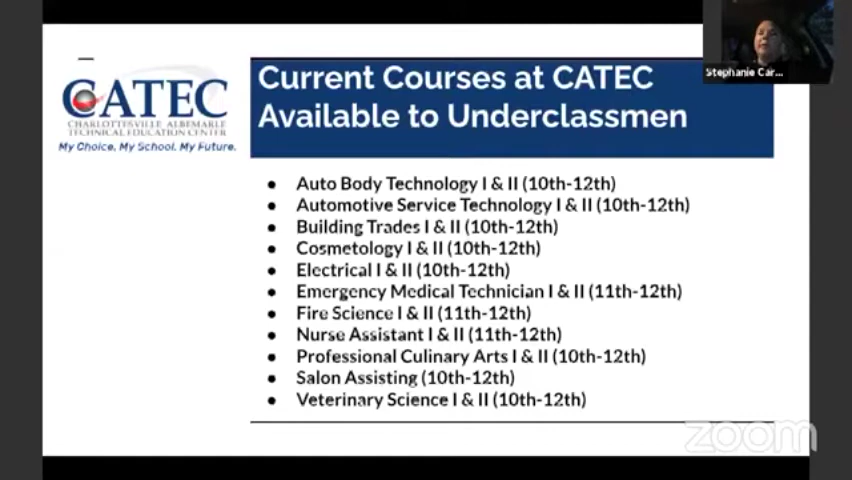 Stephanie Car...
CATEC
CHARLOTTESVILLE ALBEMARLE
TECHNICAL EDUCATION CENTER
My Choice. My School. My Future.
Current Courses at CATEC
Available to Underclassmen
• Auto Body Technology I & II (10th-12th)
• Automotive Service Technology I & II (10th-12th)
• Building Trades I & II (10th-12th)
• Cosmetology I & II (10th-12th)
• Electrical I & II (10th-12th)
• Emergency Medical Technician I & II (11th-12th)
• Fire Science I & II (11th-12th)
• Nurse Assistant I & II (11th-12th)
• Professional Culinary Arts I & II (10th-12th)
• Salon Assisting (10th-12th)
• Veterinary Science I & II (10th-12th)
zoom